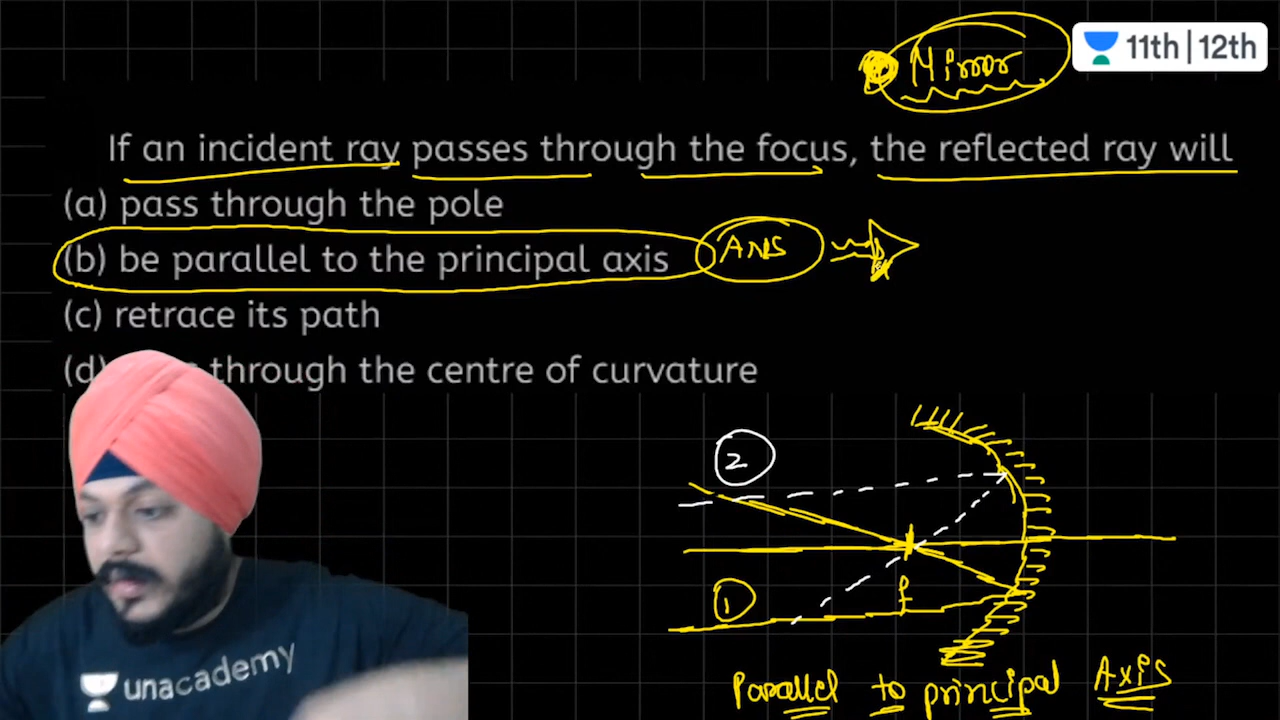 Mirror
11th | 12th
If an incident ray passes through the focus, the reflected ray will
(a) pass through the pole
(b) be parallel to the principal axis
ANS
(c) retrace its path
(d) through the centre of curvature
2
1
f
unacademy
Parallel to principal Axis